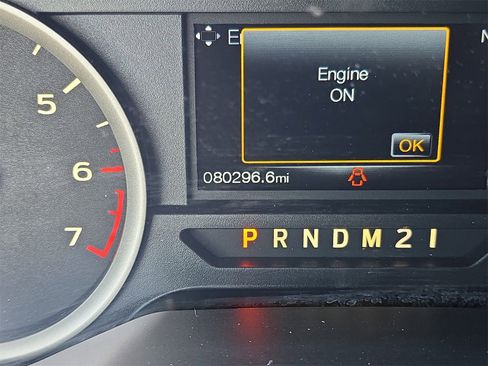 5
6
7
E
Engine
ON
OK
N
080296.6mi
P R N D M 2 1